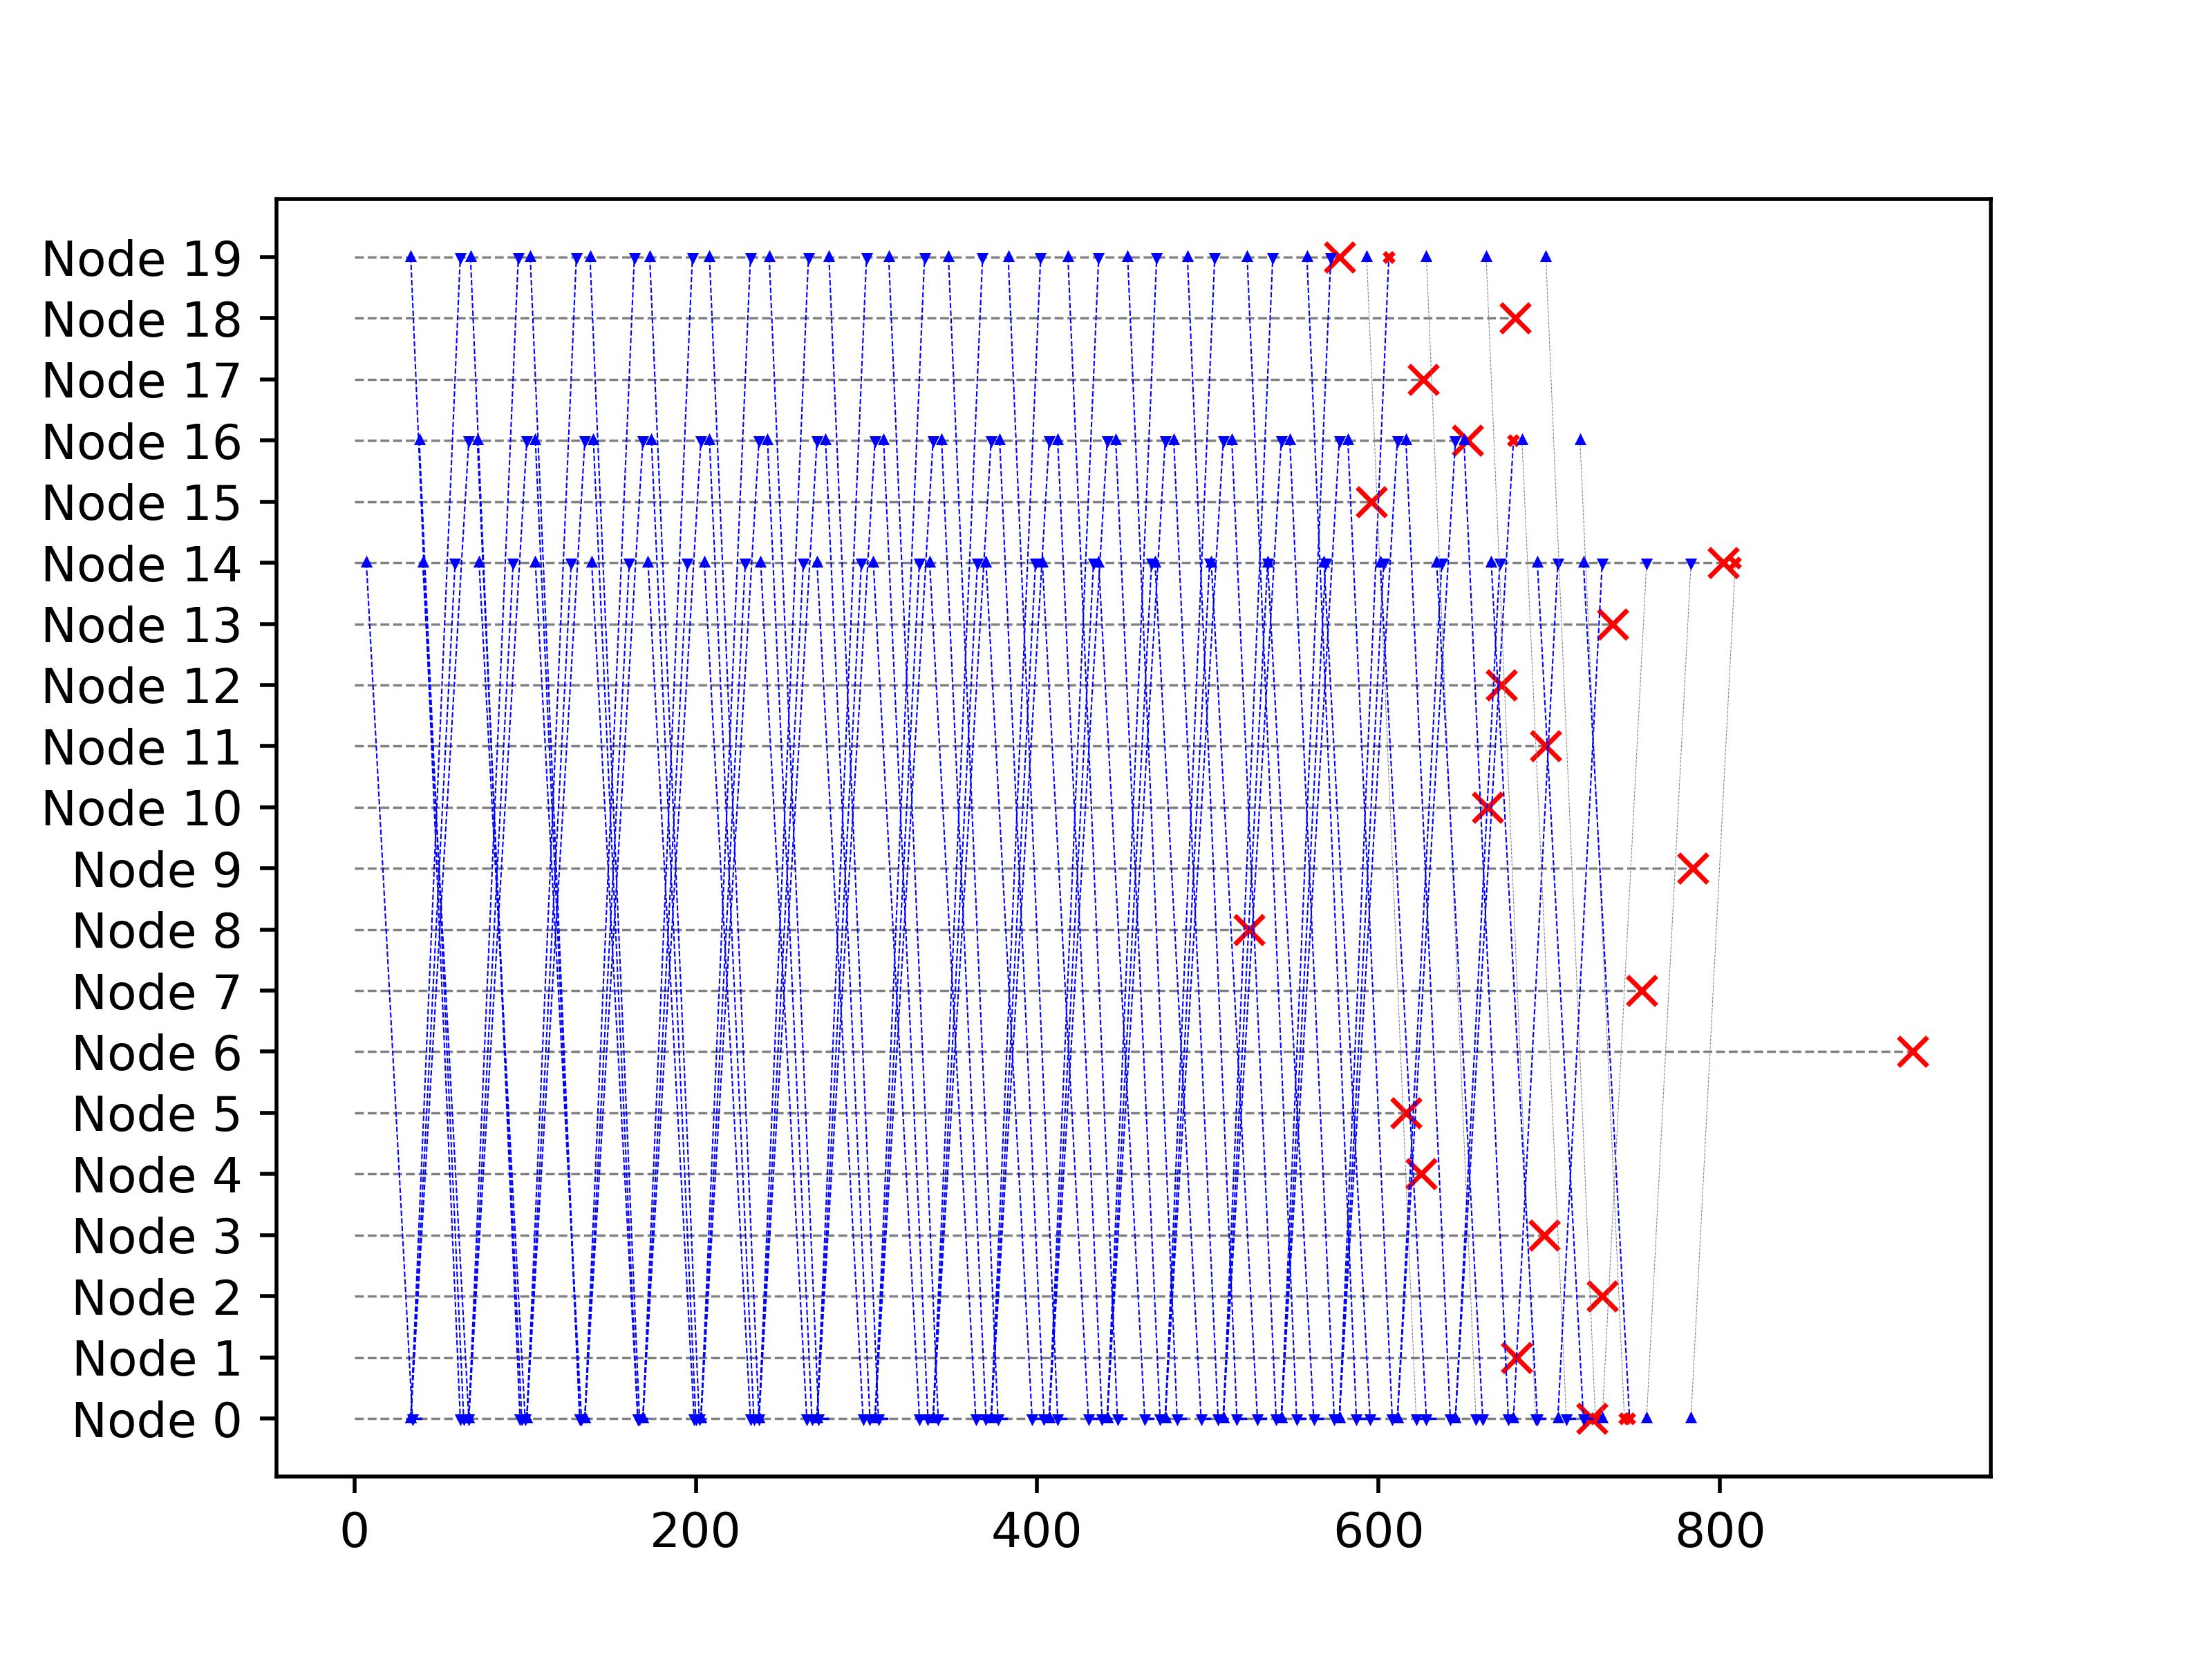 Node 19
Node 18
Node 17
Node 16
Node 15
Node 14
Node 13
Node 12
Node 11
Node 10
Node 9
Node 8
Node 7
Node 6
Node 5
Node 4
Node 3
Node 2
Node 1
Node 0
0 200 400 600 800